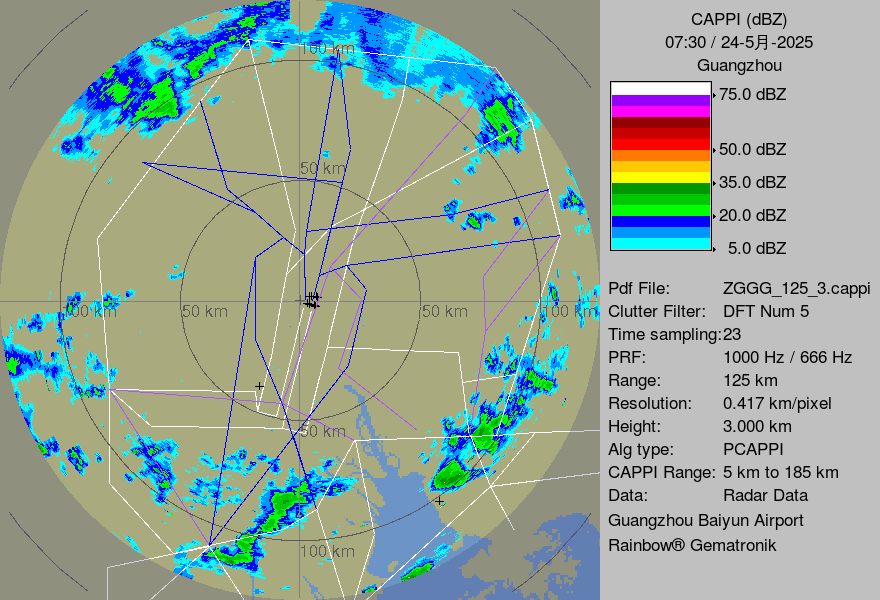 CAPPI (dBZ)
07:30 / 24-5月-2025
Guangzhou
75.0 dBZ
50.0 dBZ
35.0 dBZ
20.0 dBZ
5.0 dBZ
Pdf File: ZGGG_125_3.cappi
Clutter Filter: DFT Num 5
Time sampling:23
PRF: 1000 Hz / 666 Hz
Range: 125 km
Resolution: 0.417 km/pixel
Height: 3.000 km
Alg type: PCAPPI
CAPPI Range: 5 km to 185 km
Data: Radar Data
Guangzhou Baiyun Airport
Rainbow® Gematronik
100 km
50 km
100 km 50 km 50 km 100 km
50 km
100 km